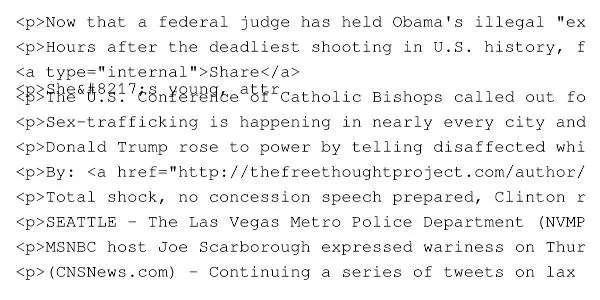 <p>Now that a federal judge has held Obama's illegal "ex
<p>Hours after the deadliest shooting in U.S. history, f
<a type="internal">Share</a>
<p>She&#8217;s young, attr
<p>The U.S. Conference of Catholic Bishops called out fo
<p>Sex-trafficking is happening in nearly every city and
<p>Donald Trump rose to power by telling disaffected whi
<p>By: <a href="http://thefreethoughtproject.com/author/
<p>Total shock, no concession speech prepared, Clinton r
<p>SEATTLE – The Las Vegas Metro Police Department (NVMP
<p>MSNBC host Joe Scarborough expressed wariness on Thur
<p>(CNSNews.com) – Continuing a series of tweets on lax